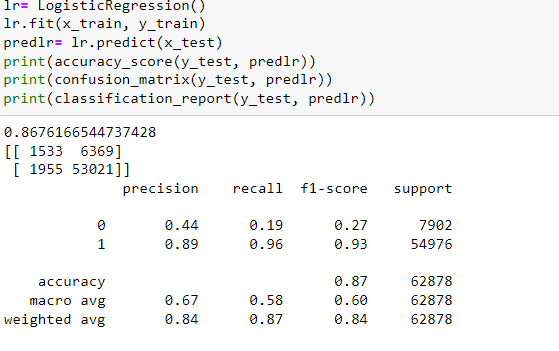 lr= LogisticRegression()
lr.fit(x_train, y_train)
predlr= lr.predict(x_test)
print(accuracy_score(y_test, predlr))
print(confusion_matrix(y_test, predlr))
print(classification_report(y_test, predlr))
0.8676166544737428
[[ 1533  6369]
 [ 1955 53021]]
              precision    recall  f1-score   support

           0       0.44      0.19      0.27      7902
           1       0.89      0.96      0.93     54976

    accuracy                           0.87     62878
   macro avg       0.67      0.58      0.60     62878
weighted avg       0.84      0.87      0.84     62878